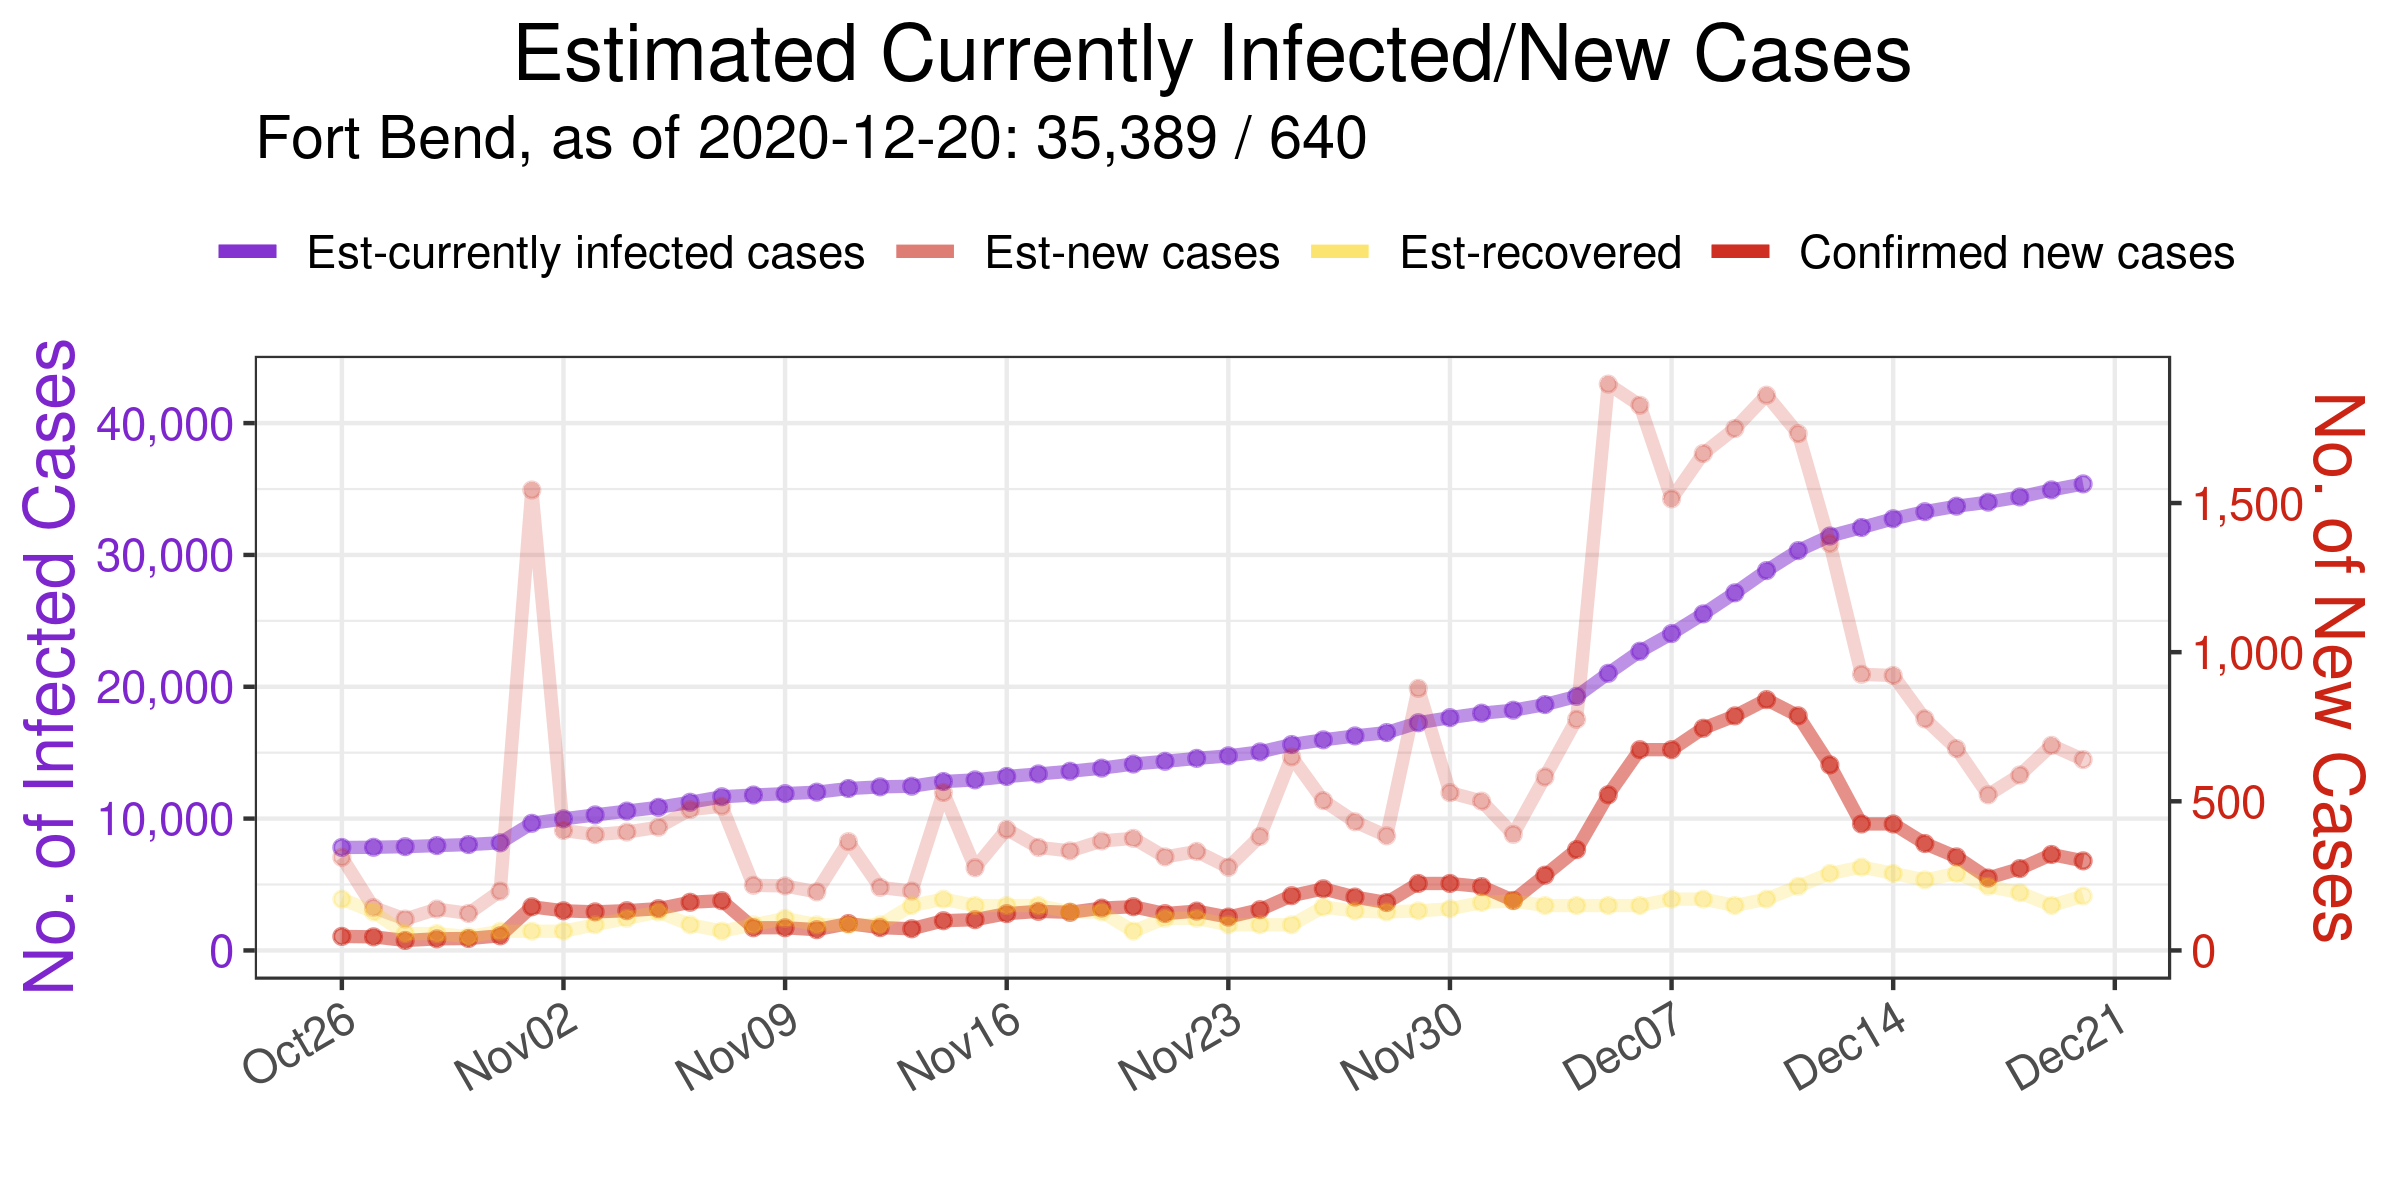 Estimated Currently Infected/New Cases
Fort Bend, as of 2020-12-20: 35,389 / 640
Est-currently infected cases Est-new cases Est-recovered Confirmed new cases
No. of Infected Cases
40,000
30,000
20,000
10,000
0
1,500
1,000
500
0
No. of New Cases
Oct26 Nov02 Nov09 Nov16 Nov23 Nov30 Dec07 Dec14 Dec21